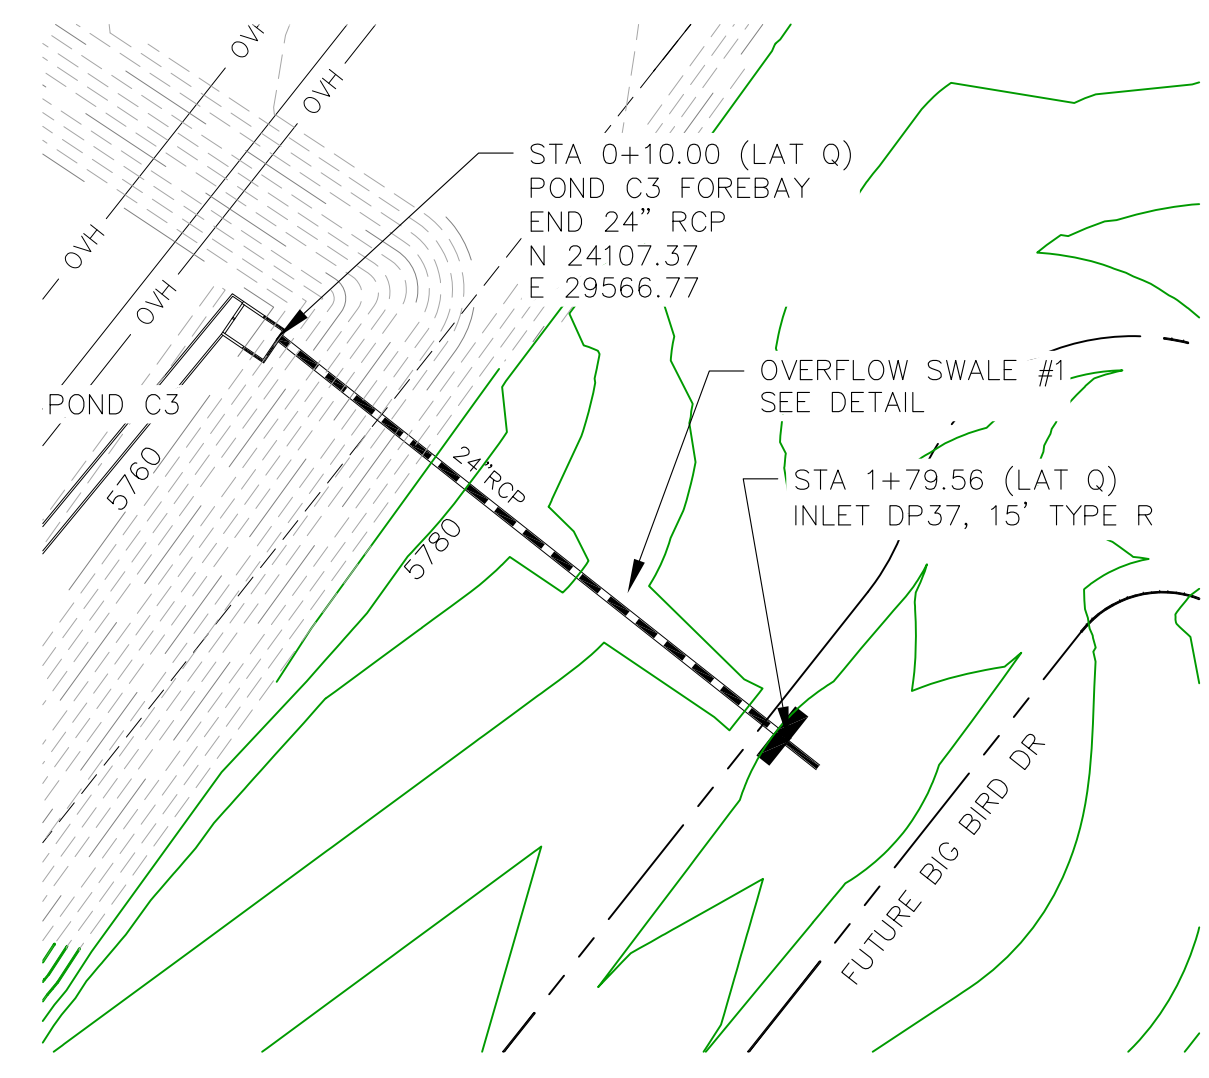 OVH
OVH
STA 0+10.00 (LAT Q)
POND C3 FOREBAY
END 24" RCP
N 24107.37
E 29566.77
OVH
OVH
OVERFLOW SWALE #1
SEE DETAIL
POND C3
5760
24"RCP
STA 1+79.56 (LAT Q)
INLET DP37, 15' TYPE R
5780
FUTURE BIG BIRD DR